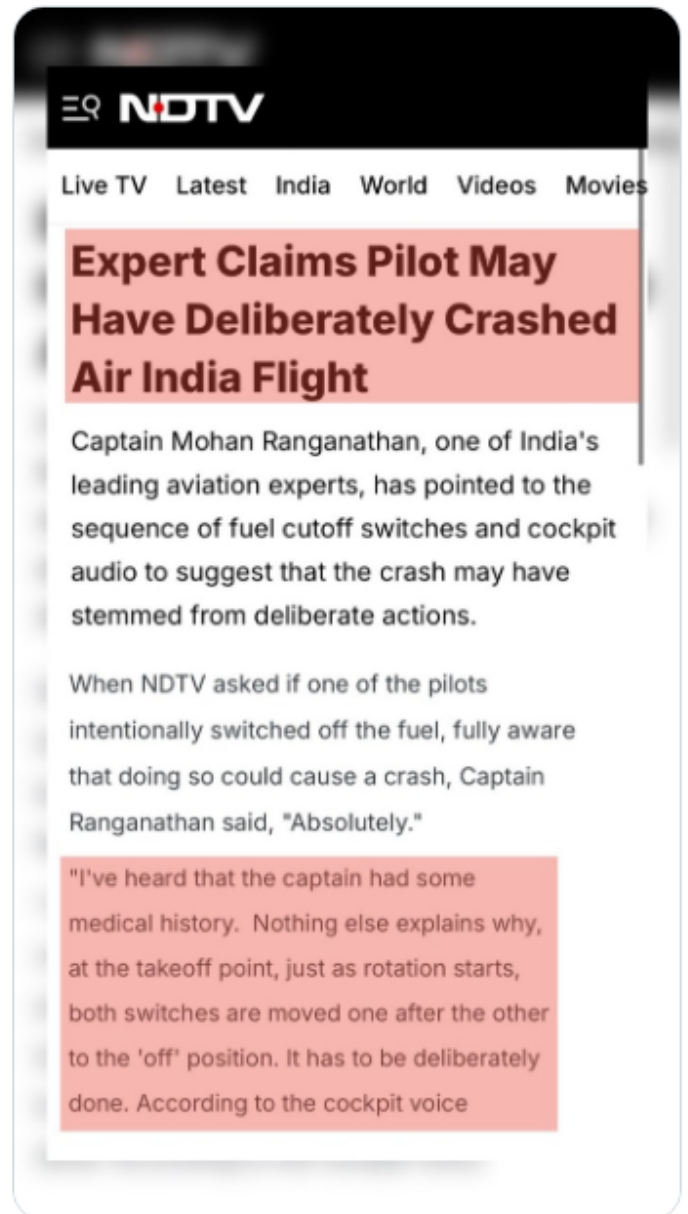 NDTV
Live TV Latest India World Videos Movies
Expert Claims Pilot May
Have Deliberately Crashed
Air India Flight
Captain Mohan Ranganathan, one of India's
leading aviation experts, has pointed to the
sequence of fuel cutoff switches and cockpit
audio to suggest that the crash may have
stemmed from deliberate actions.
When NDTV asked if one of the pilots
intentionally switched off the fuel, fully aware
that doing so could cause a crash, Captain
Ranganathan said, "Absolutely."
"I've heard that the captain had some
medical history.  Nothing else explains why,
at the takeoff point, just as rotation starts,
both switches are moved one after the other
to the 'off' position. It has to be deliberately
done. According to the cockpit voice